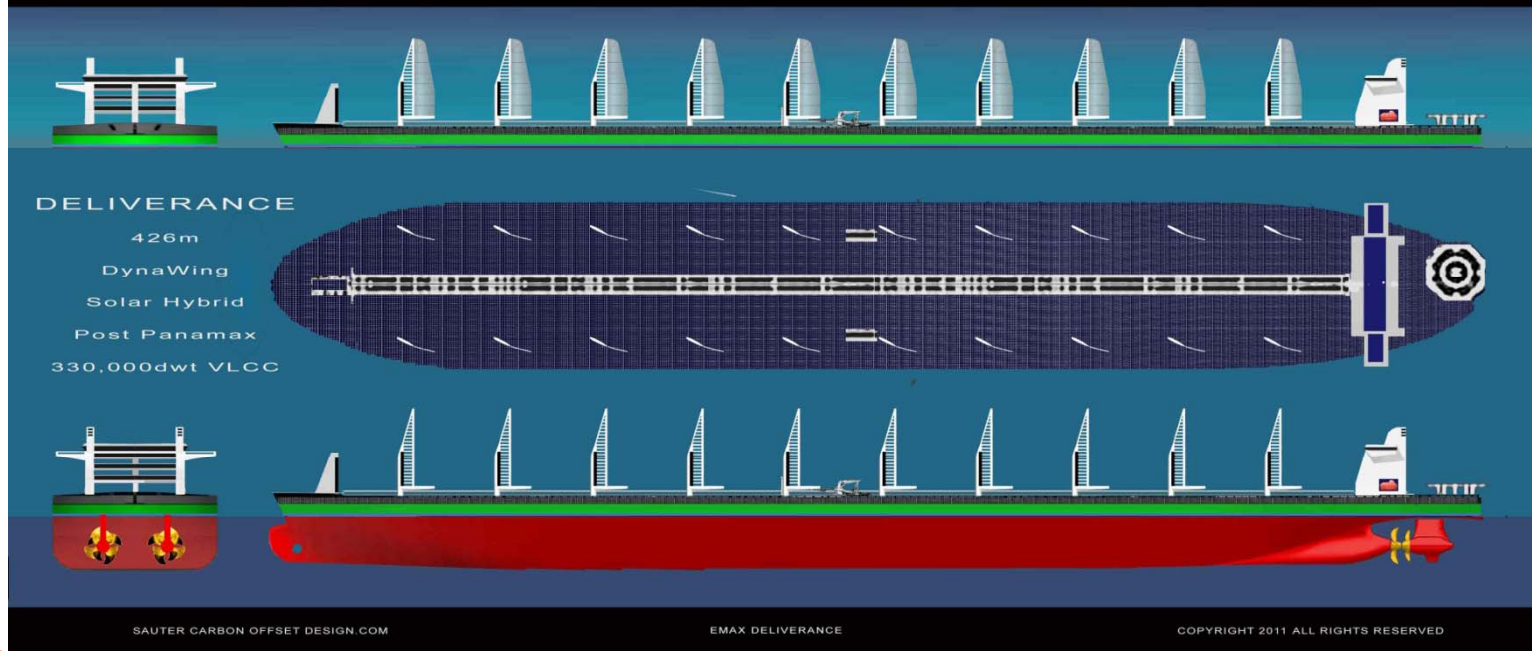 DELIVERANCE
426m
DynaWing
Solar Hybrid
Post Panamax
330,000dwt VLCC
SAUTER CARBON OFFSET DESIGN.COM
EMAX DELIVERANCE
COPYRIGHT 2011 ALL RIGHTS RESERVED